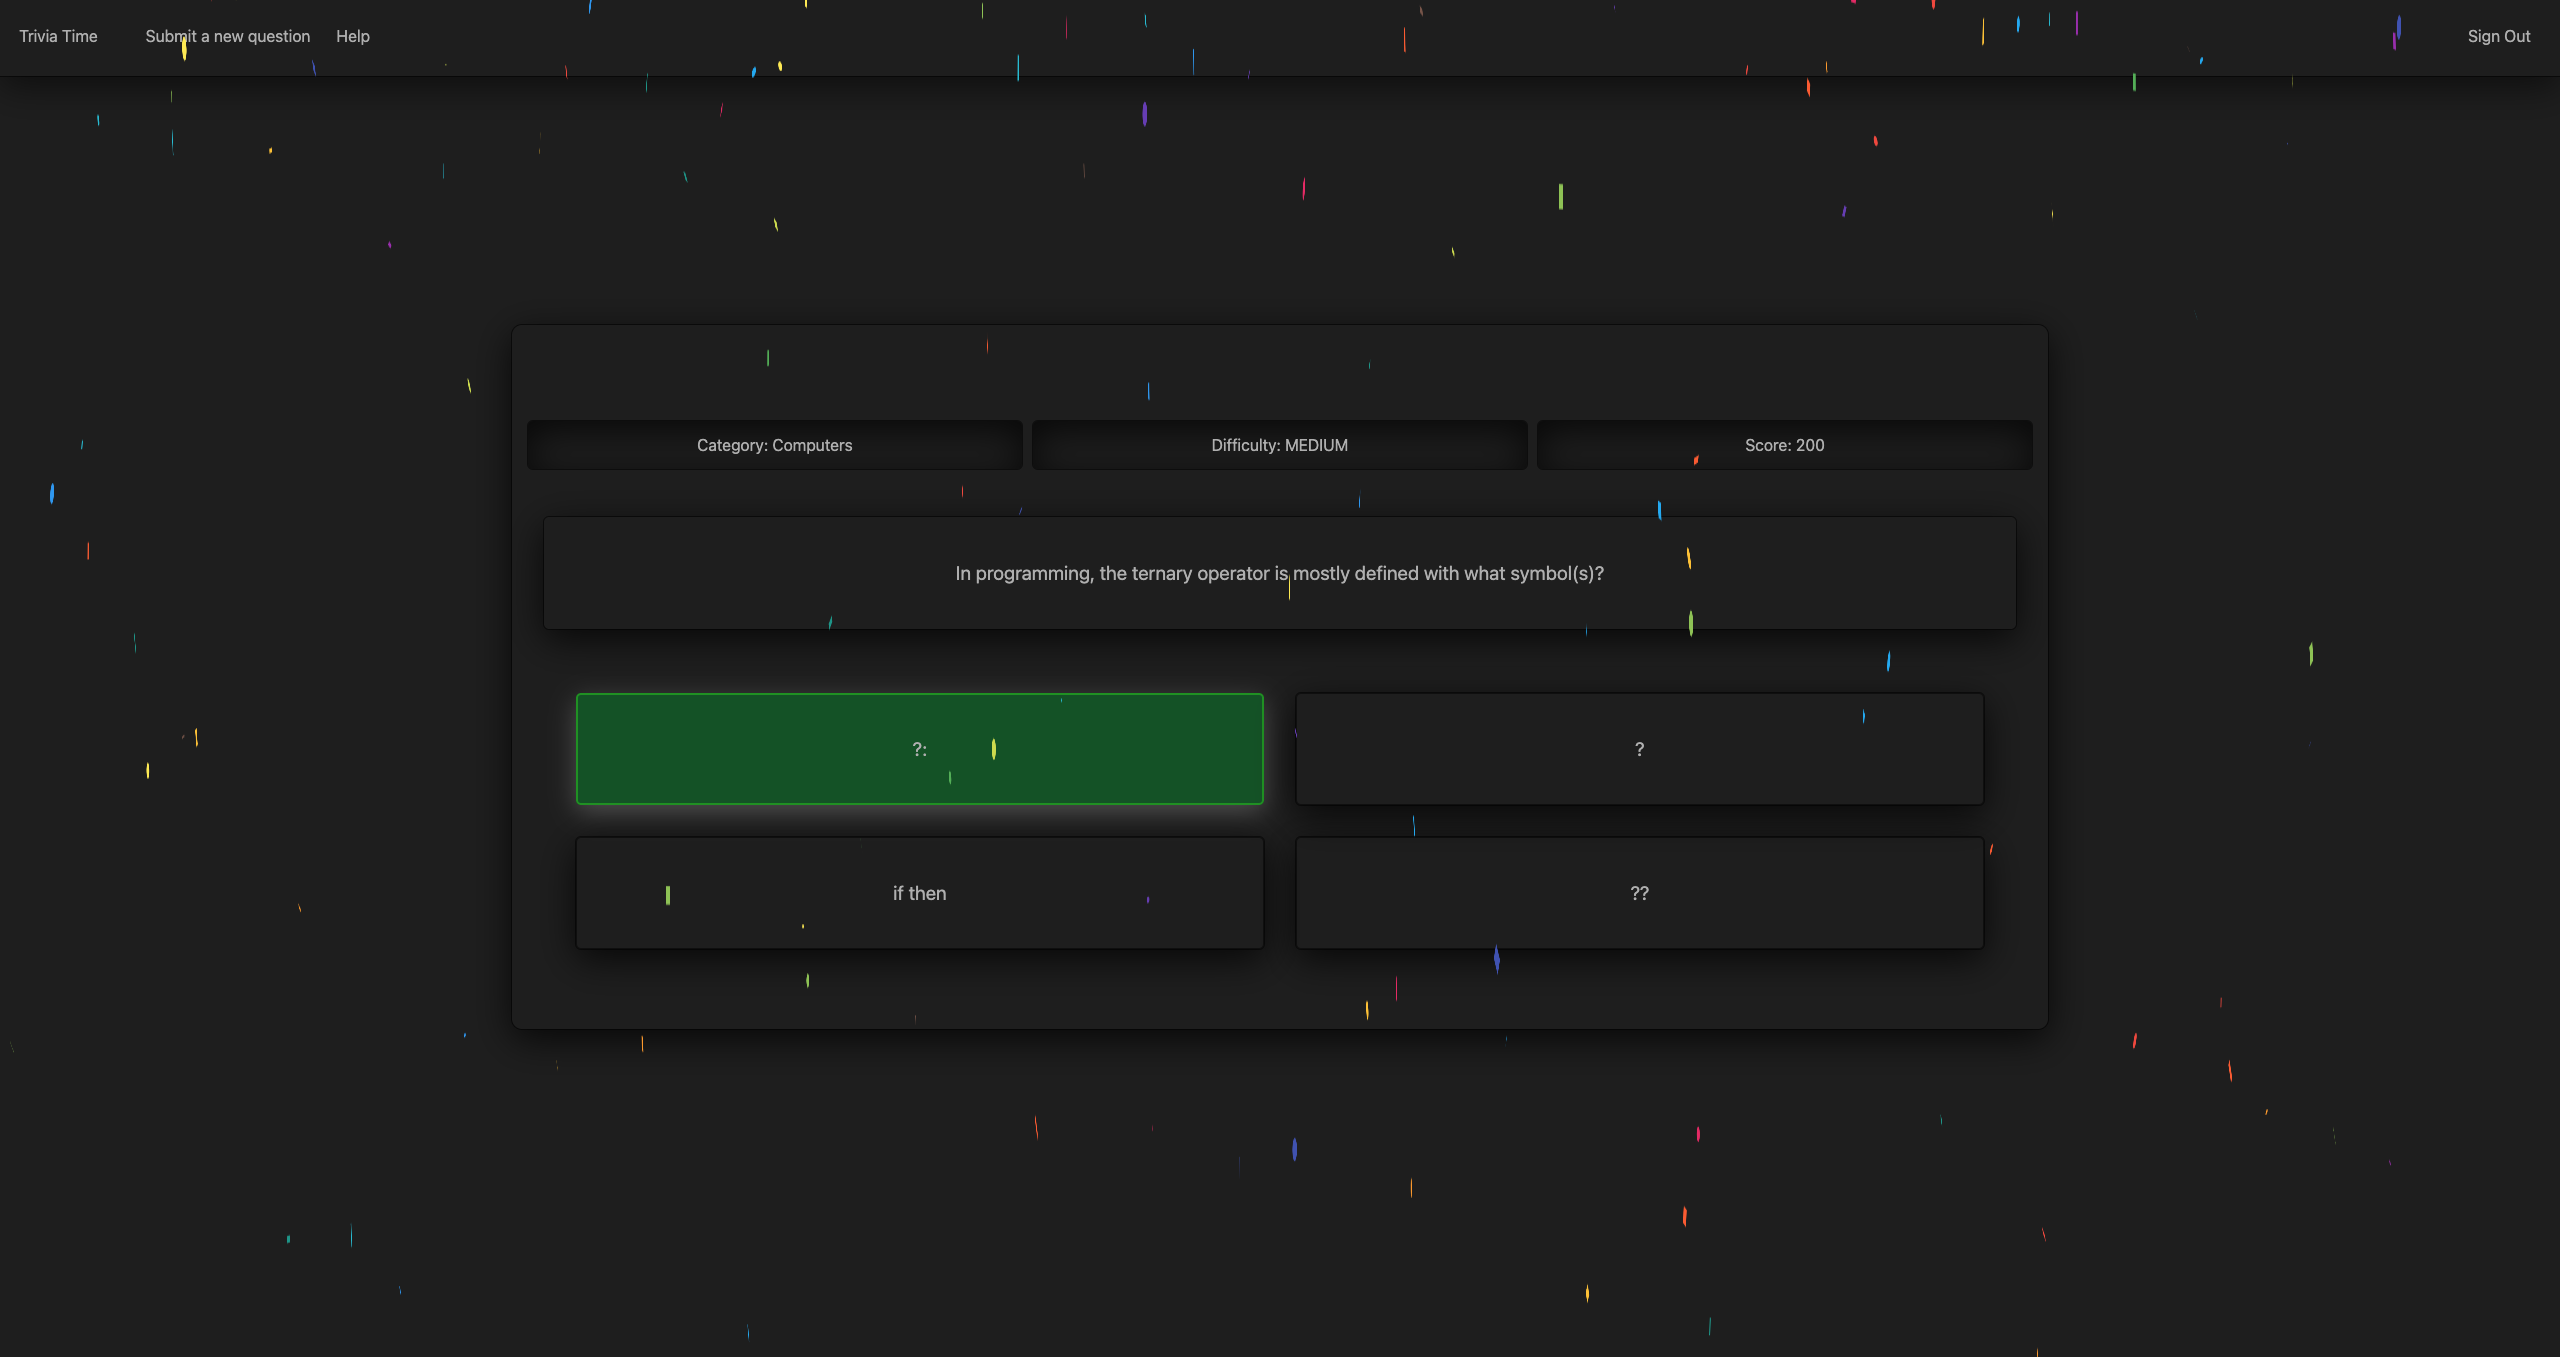 Trivia Time
Submit a new question
Help
Sign Out
Category: Computers
Difficulty: MEDIUM
Score: 200
In programming, the ternary operator is mostly defined with what symbol(s)?
?:
?
if then
??